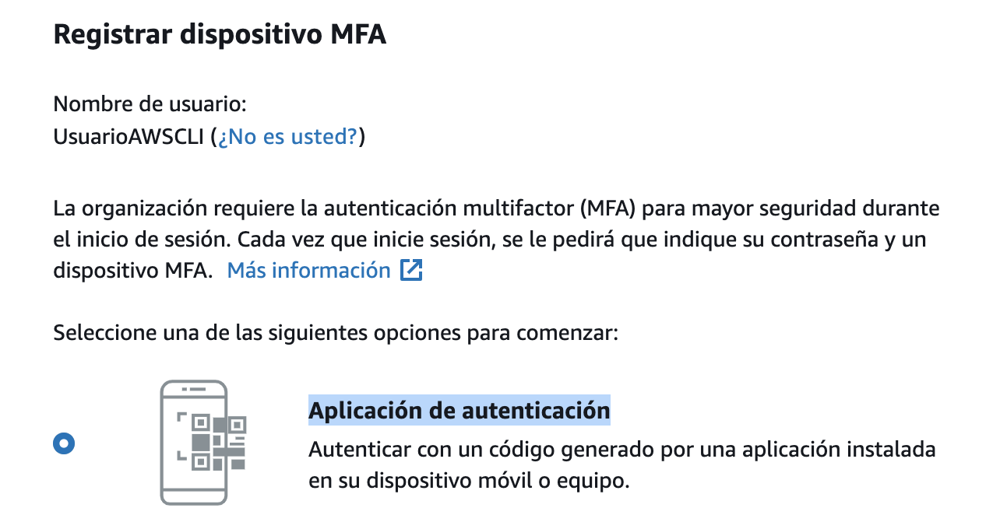 Registrar dispositivo MFA
Nombre de usuario:
UsuarioAWSCLI (¿No es usted?)
La organización requiere la autenticación multifactor (MFA) para mayor seguridad durante
el inicio de sesión. Cada vez que inicie sesión, se le pedirá que indique su contraseña y un
dispositivo MFA. Más información
Seleccione una de las siguientes opciones para comenzar:
Aplicación de autenticación
Autenticar con un código generado por una aplicación instalada
en su dispositivo móvil o equipo.